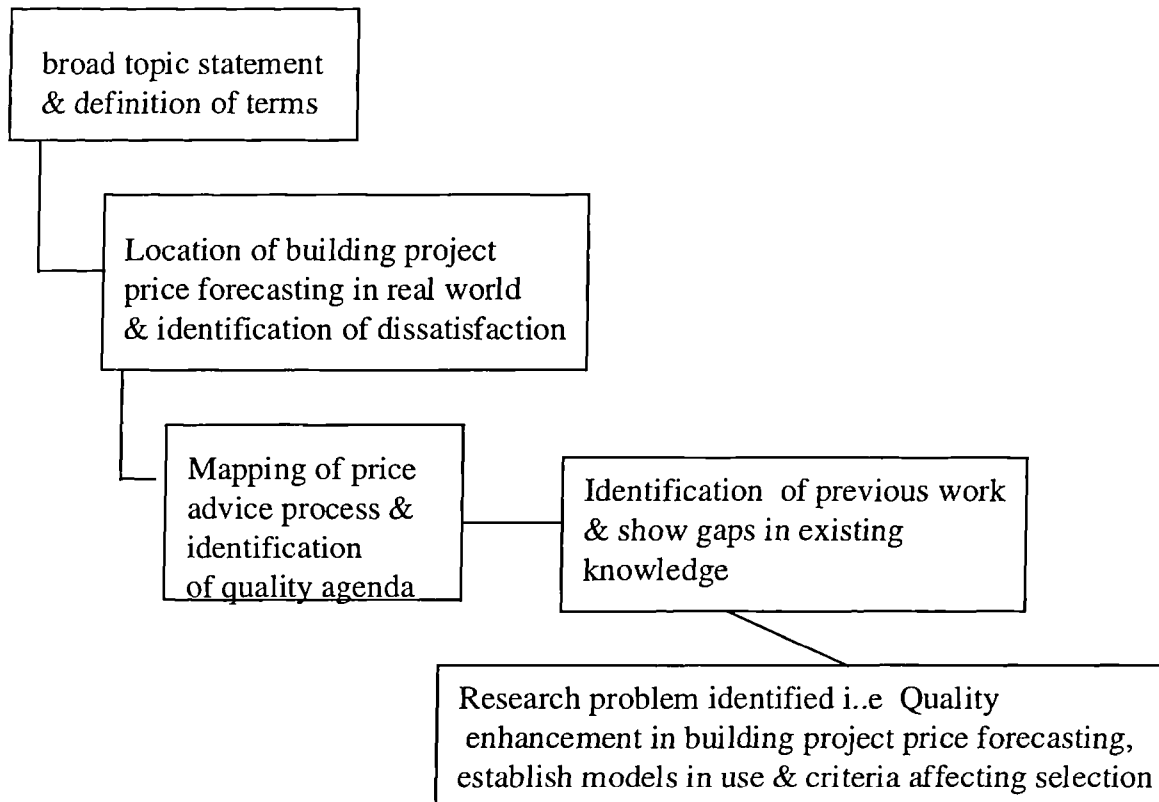 broad topic statement
& definition of terms
Location of building project
price forecasting in real world
& identification of dissatisfaction
Mapping of price
advice process &
identification
of quality agenda
Identification of previous work
& show gaps in existing
knowledge
Research problem identified i..e Quality
enhancement in building project price forecasting,
establish models in use & criteria affecting selection